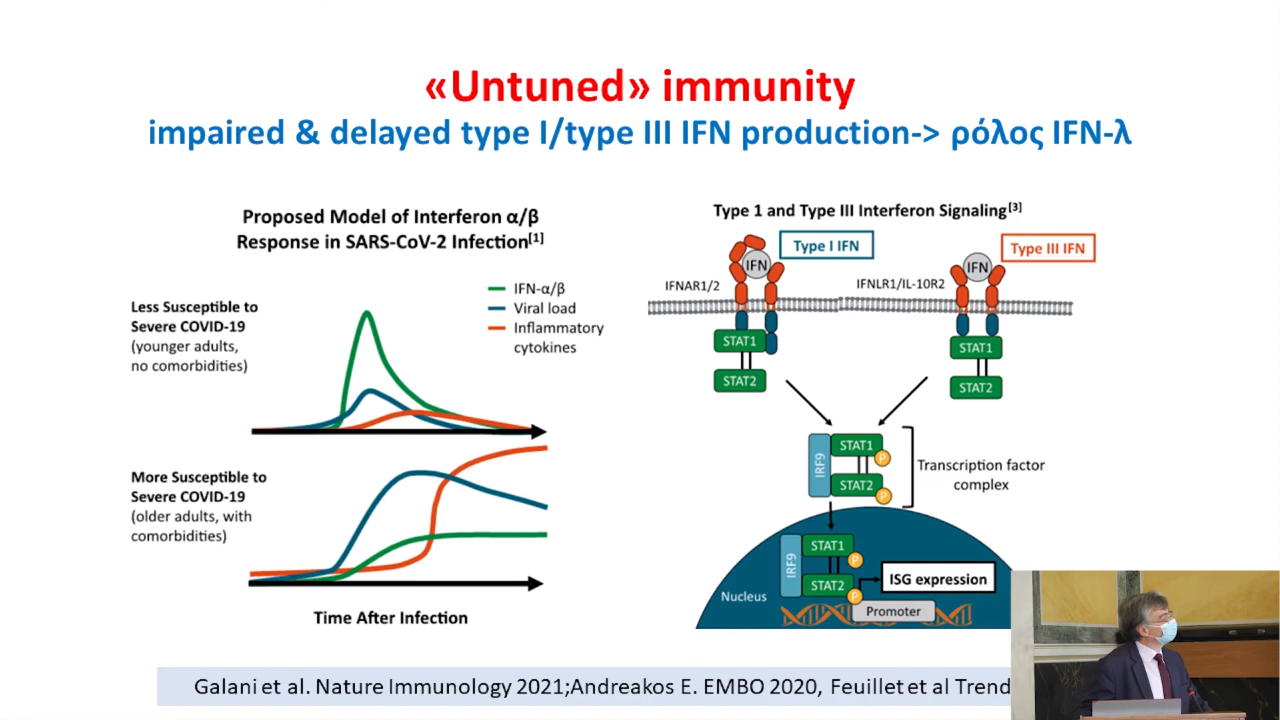 «Untuned» immunity
impaired & delayed type I/type III IFN production-> ρόλος IFN-λ
Proposed Model of Interferon α/β
Response in SARS-CoV-2 Infection[1]
IFN-α/β
Viral load
Inflammatory
cytokines
Less Susceptible to
Severe COVID-19
(younger adults,
no comorbidities)
More Susceptible to
Severe COVID-19
(older adults, with
comorbidities)
Time After Infection
Type 1 and Type III Interferon Signaling[3]
Type I IFN
Type III IFN
IFN
IFN
IFNAR1/2
IFNLR1/IL-10R2
STAT1
STAT2
STAT1
STAT2
IRF9
STAT1
P
STAT2
P
Transcription factor
complex
IRF9
STAT1
P
STAT2
P
ISG expression
Nucleus
Promoter
Galani et al. Nature Immunology 2021;Andreakos E. EMBO 2020, Feuillet et al Trend